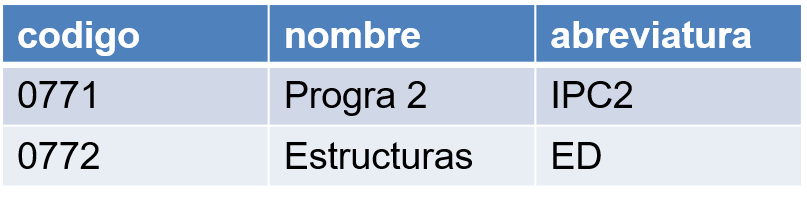 codigo nombre abreviatura
0771 Progra 2 IPC2
0772 Estructuras ED